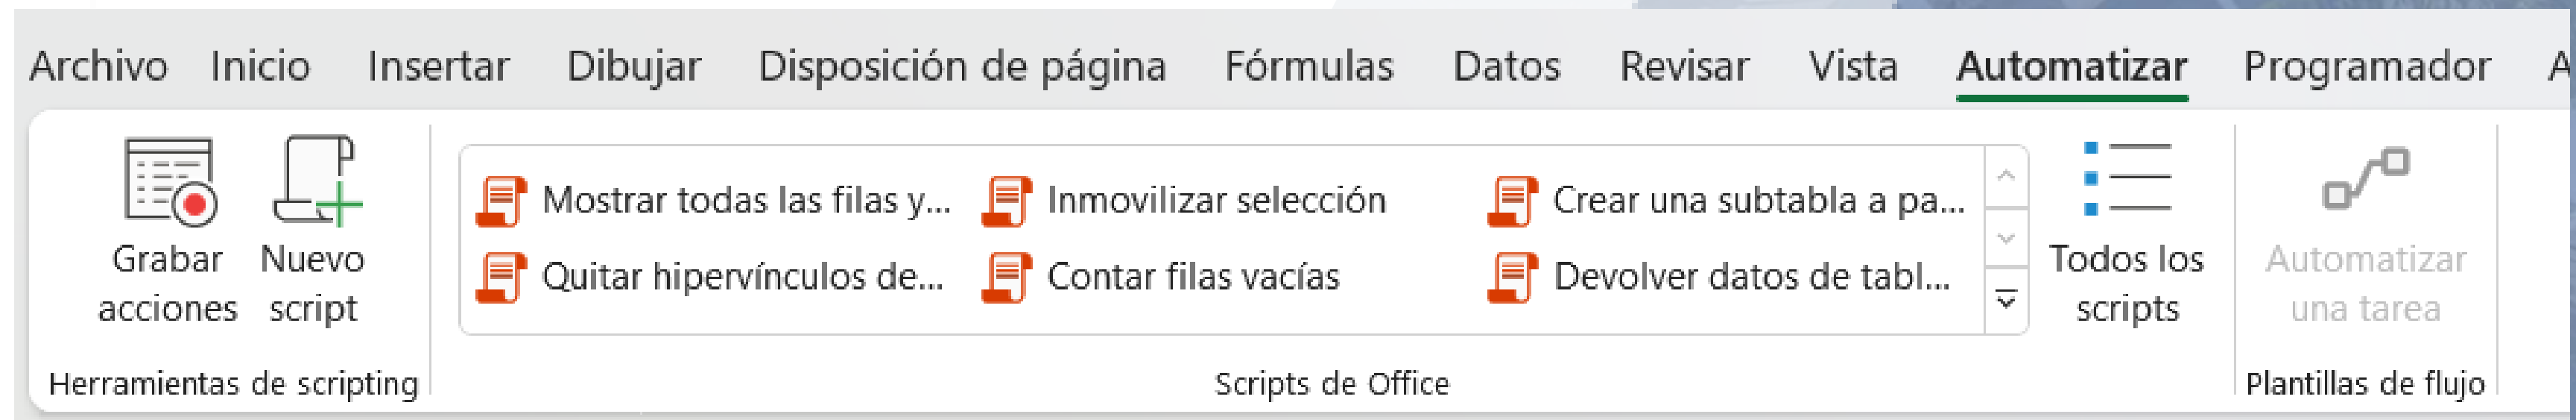 Archivo Inicio Insertar Dibujar Disposición de página Fórmulas Datos Revisar Vista Automatizar Programador A
Grabar acciones
Nuevo script
Mostrar todas las filas y...
Inmovilizar selección
Crear una subtabla a pa...
Quitar hipervínculos de...
Contar filas vacías
Devolver datos de tabl...
Todos los scripts
Automatizar una tarea
Herramientas de scripting
Scripts de Office
Plantillas de flujo